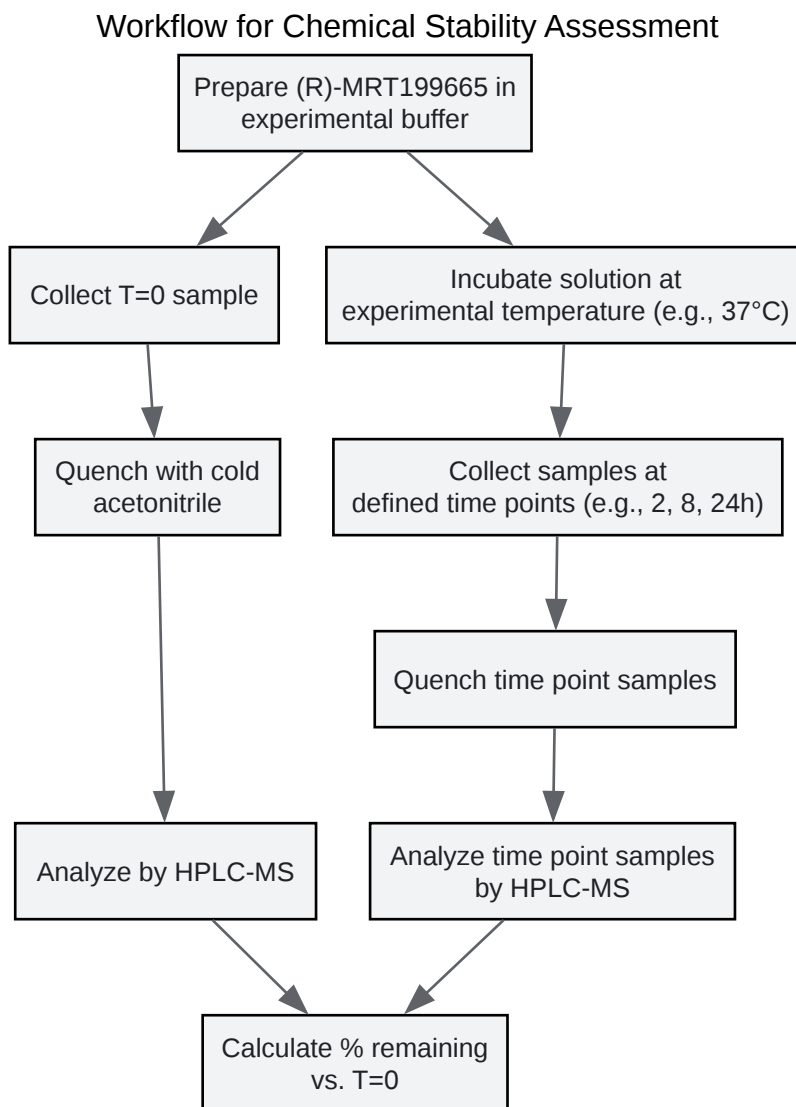 Workflow for Chemical Stability Assessment
Prepare (R)-MRT199665 in
experimental buffer
Collect T=0 sample
Incubate solution at
experimental temperature (e.g., 37°C)
Quench with cold
acetonitrile
Collect samples at
defined time points (e.g., 2, 8, 24h)
Quench time point samples
Analyze by HPLC-MS
Analyze time point samples
by HPLC-MS
Calculate % remaining
vs. T=0